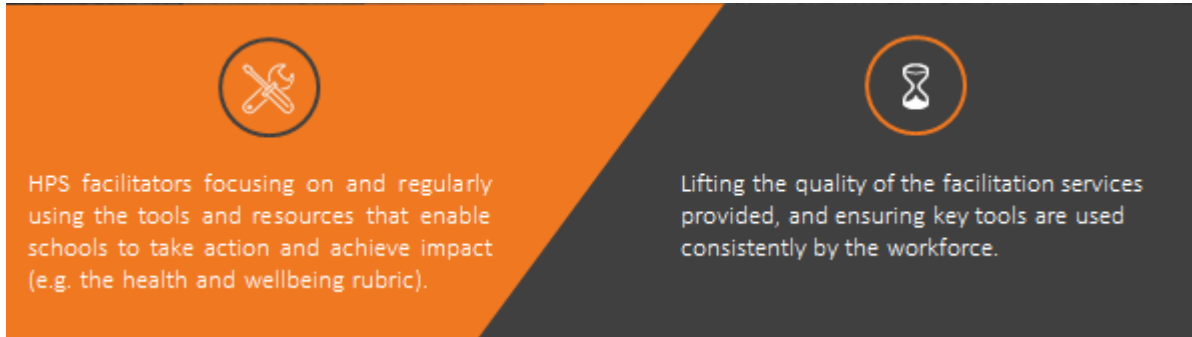 HPS facilitators focusing on and regularly
using the tools and resources that enable
schools to take action and achieve impact
(e.g. the health and wellbeing rubric).
Lifting the quality of the facilitation services
provided, and ensuring key tools are used
consistently by the workforce.